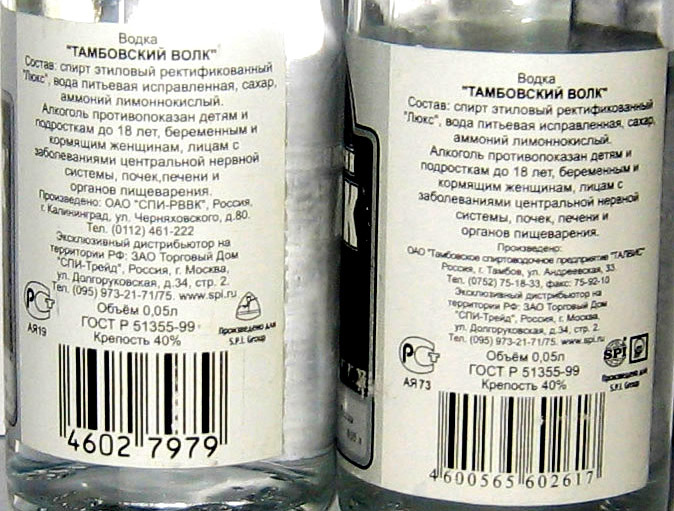 Водка
"ТАМБОВСКИЙ ВОЛК"
Состав: спирт этиловый ректификованный
"Люкс", вода питьевая исправленная, сахар,
аммоний лимоннокислый.
Алкоголь противопоказан детям и
подросткам до 18 лет, беременным и
кормящим женщинам, лицам с
заболеваниями центральной нервной
системы, почек,печени и
органов пищеварения.
Произведено: ОАО "СПИ-РВВК", Россия,
г. Калининград, ул. Черняховского, д.80.
Тел. (0112) 461-222
Эксклюзивный дистрибьютор на
территории РФ: ЗАО Торговый Дом
"СПИ-Трейд", Россия, г. Москва,
ул. Долгоруковская, д.34, стр. 2.
Тел. (095) 973-21-71/75. www.spi.ru
Объём 0,05л
ГОСТ Р 51355-99
Крепость 40%
АЯ19
Произведено для
S.P.I. Group
4602 7979
Водка
"ТАМБОВСКИЙ ВОЛК"
Состав: спирт этиловый ректификованный
"Люкс", вода питьевая исправленная, сахар,
аммоний лимоннокислый.
Алкоголь противопоказан детям и
подросткам до 18 лет, беременным и
кормящим женщинам, лицам с
заболеваниями центральной нервной
системы, почек, печени и
органов пищеварения.
Произведено:
ОАО "Тамбовское спиртоводочное предприятие "ТАЛВИС"
Россия, г. Тамбов, ул. Андреевская, 33.
Тел. (0752) 75-18-33, факс: 75-92-10
Эксклюзивный дистрибьютор на
территории РФ: ЗАО Торговый Дом
"СПИ-Трейд", Россия, г. Москва,
ул. Долгоруковская, д.34, стр. 2.
Тел. (095) 973-21-71/75. www.spi.ru
Объём 0,05л
ГОСТ Р 51355-99
Крепость 40%
АЯ73
SPI
Произведено для
S.P.I. Group
4 600565 602617